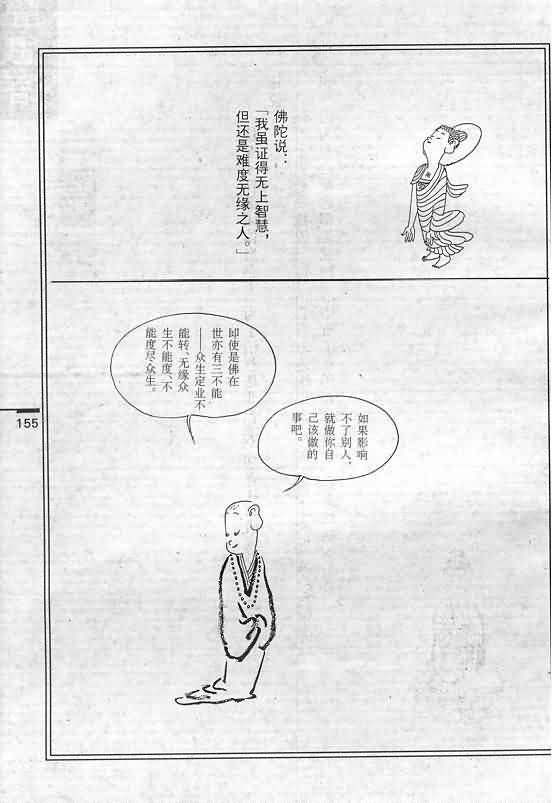 佛陀说：
「我虽证得无上智慧，
但还是难度无缘之人。」
即使是佛在
世亦有三不能
——众生定业不
能转、无缘众
生不能度、不
能度尽众生。
如果影响
不了别人、
就做你自
己该做的
事吧。
155